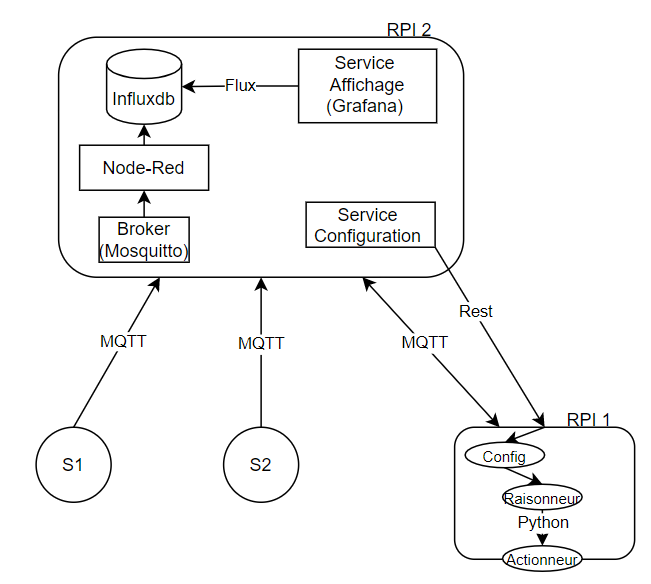 RPI 2
Service
Affichage
(Grafana)
Flux
Influxdb
Node-Red
Broker
(Mosquitto)
Service
Configuration
Rest
MQTT
MQTT
MQTT
S1
S2
RPI 1
Config
Raisonneur
Python
Actionneur